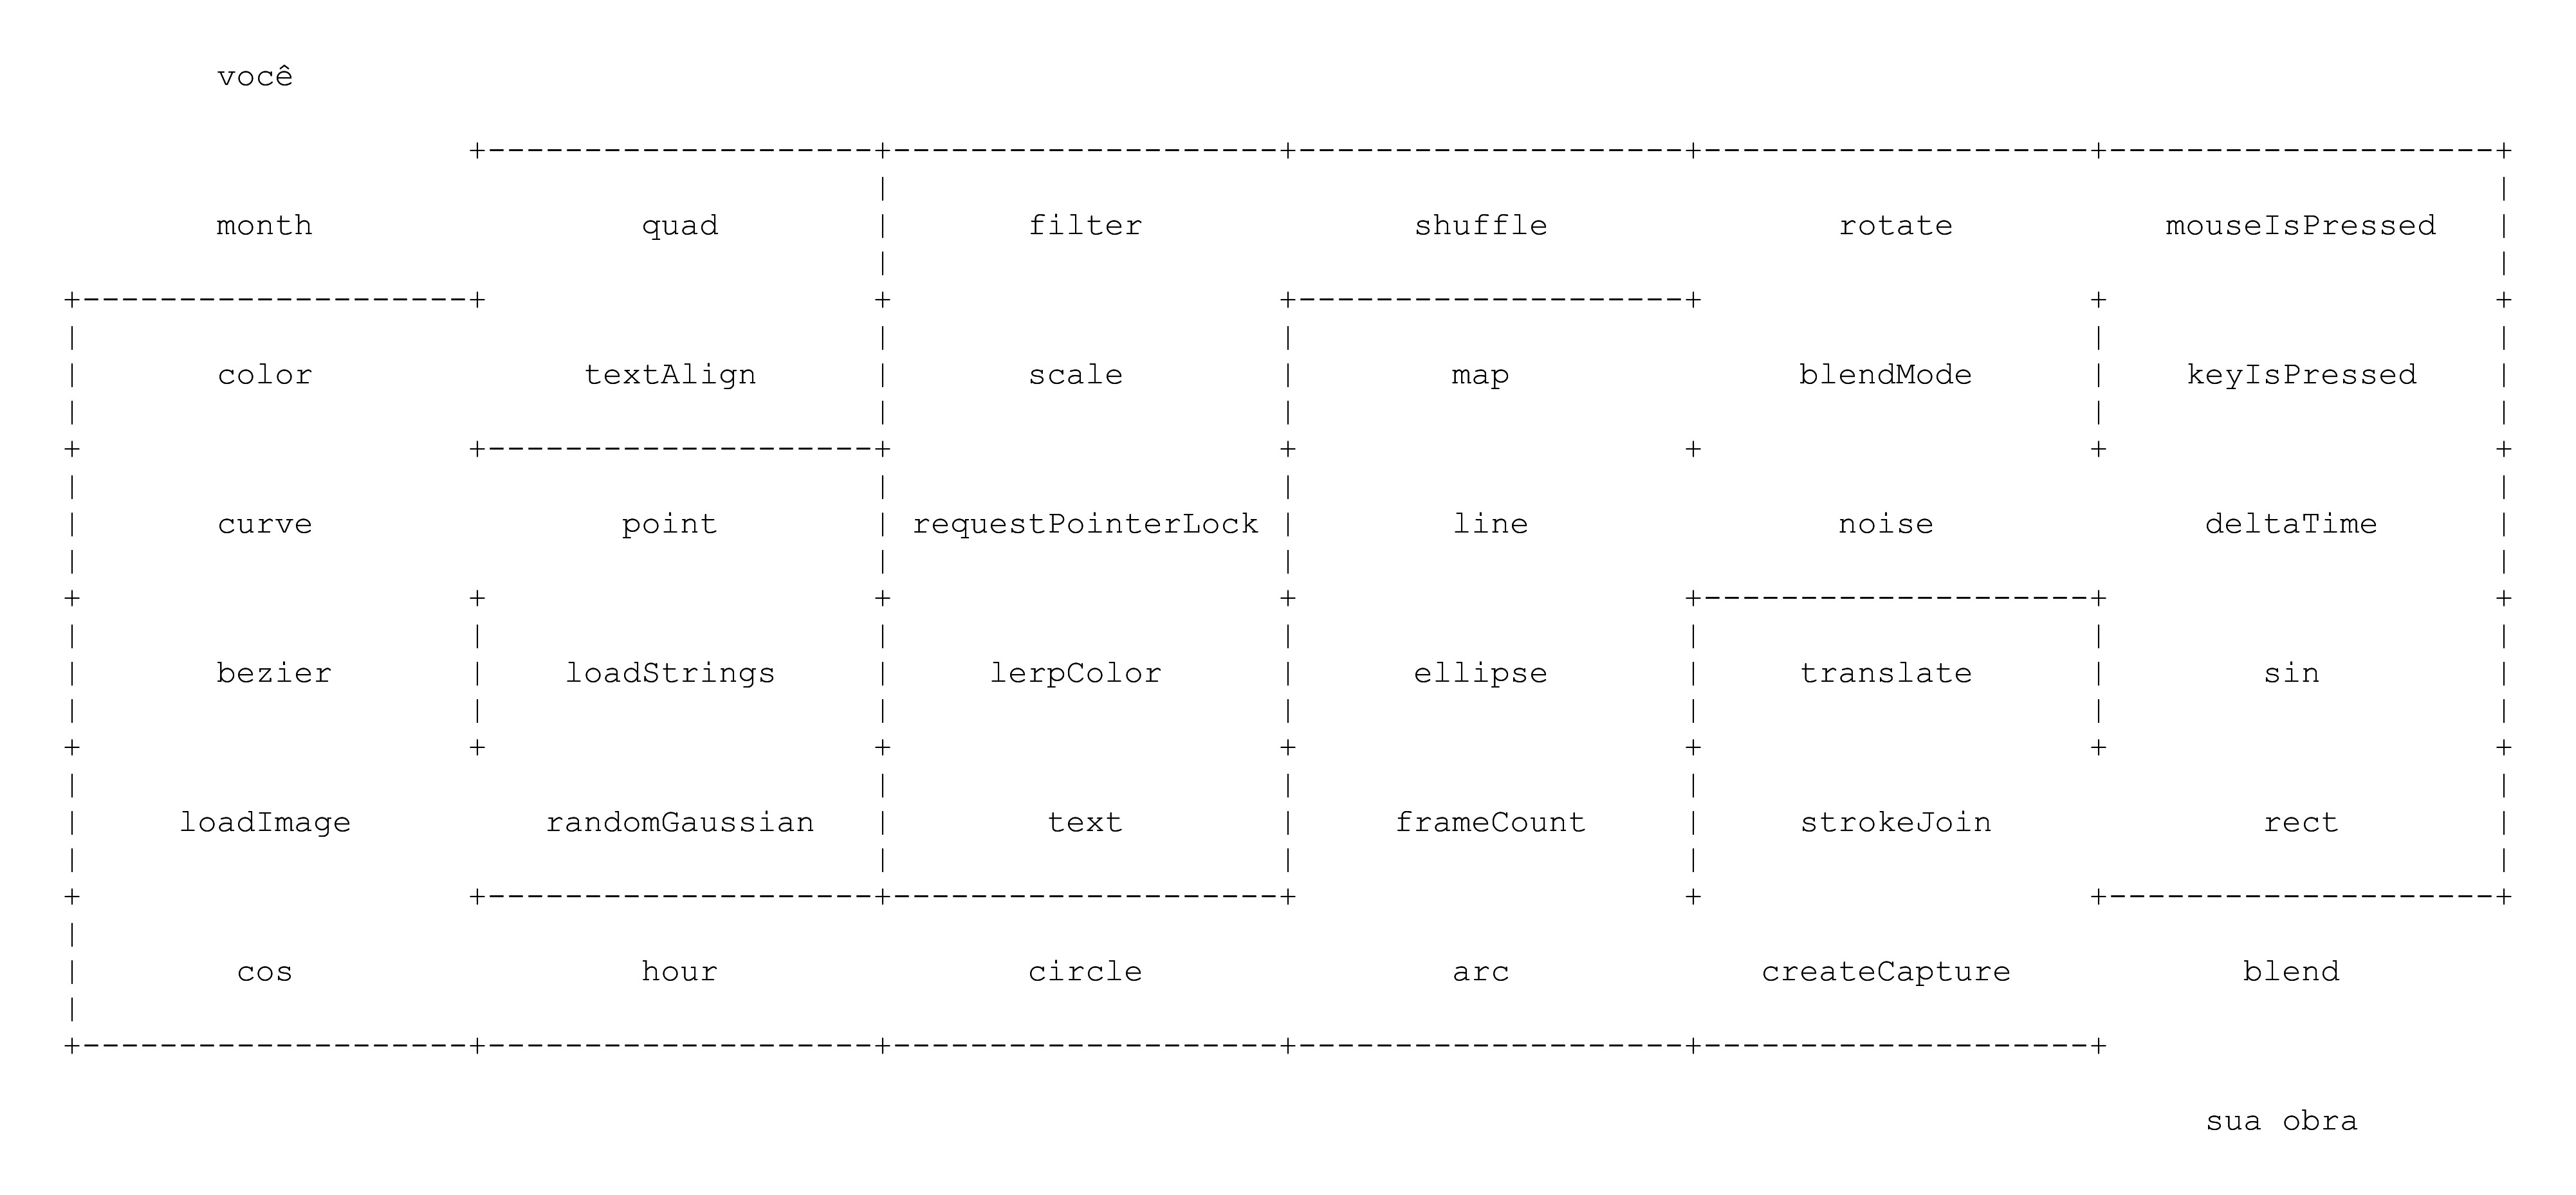 você
month quad filter shuffle rotate mouseIsPressed
color textAlign scale map blendMode keyIsPressed
curve point requestPointerLock line noise deltaTime
bezier loadStrings lerpColor ellipse translate sin
loadImage randomGaussian text frameCount strokeJoin rect
cos hour circle arc createCapture blend
sua obra